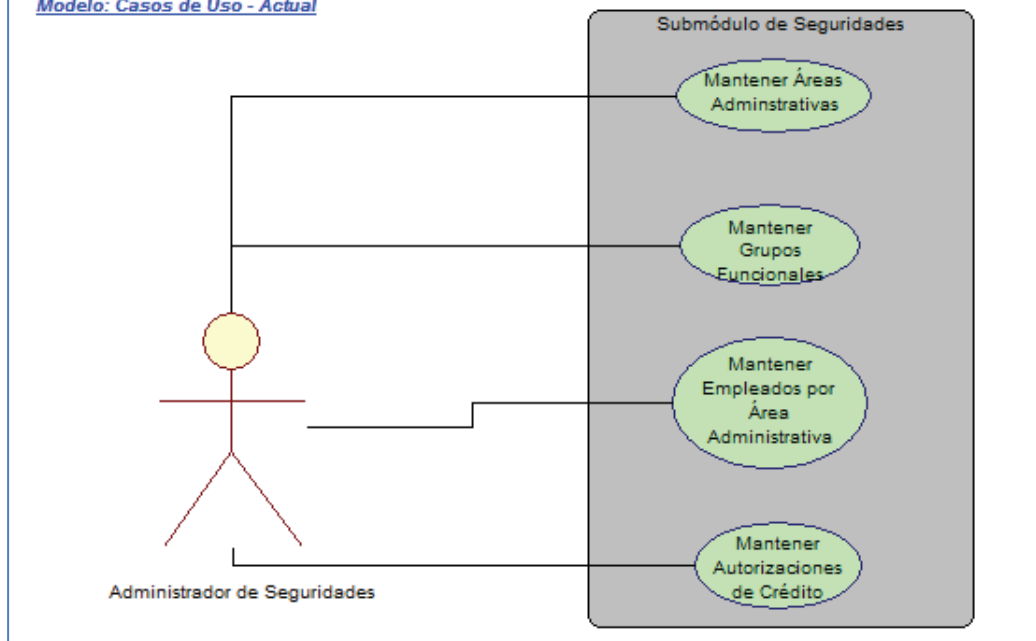 Modelo: Casos de Uso - Actual
Submódulo de Seguridades
Mantener Áreas
Adminstrativas
Mantener
Grupos
Funcionales
Mantener
Empleados por
Área
Administrativa
Mantener
Autorizaciones
de Crédito
Administrador de Seguridades